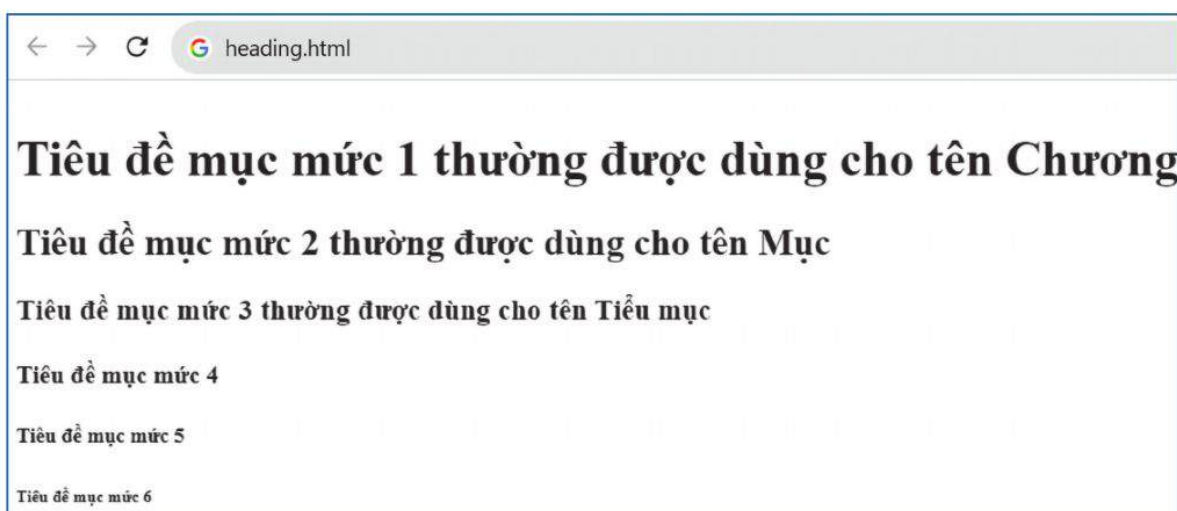 heading.html
Tiêu đề mục mức 1 thường được dùng cho tên Chương
Tiêu đề mục mức 2 thường được dùng cho tên Mục
Tiêu đề mục mức 3 thường được dùng cho tên Tiểu mục
Tiêu đề mục mức 4
Tiêu đề mục mức 5
Tiêu đề mục mức 6